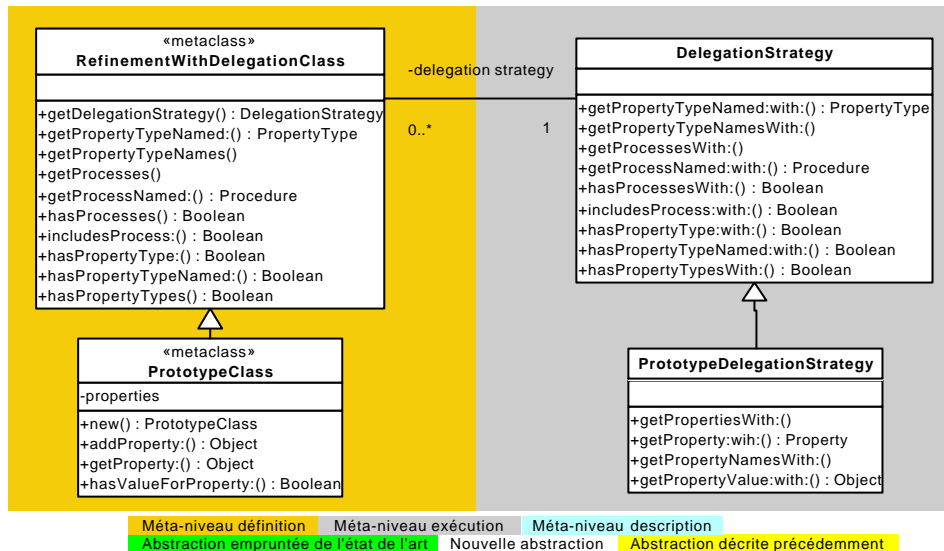 «metaclass»
RefinementWithDelegationClass
+getDelegationStrategy() : DelegationStrategy
+getPropertyTypeNamed:() : PropertyType
+getPropertyTypeNames()
+getProcesses()
+getProcessNamed:() : Procedure
+hasProcesses() : Boolean
+includesProcess:() : Boolean
+hasPropertyType:() : Boolean
+hasPropertyTypeNamed:() : Boolean
+hasPropertyTypes() : Boolean
-delegation strategy
0..*
1
DelegationStrategy
+getPropertyTypeNamed:with:() : PropertyType
+getPropertyTypeNamesWith:()
+getProcessesWith:()
+getProcessNamed:with:() : Procedure
+hasProcessesWith:() : Boolean
+includesProcess:with:() : Boolean
+hasPropertyType:with:() : Boolean
+hasPropertyTypeNamed:with:() : Boolean
+hasPropertyTypesWith:() : Boolean
«metaclass»
PrototypeClass
-properties
+new() : PrototypeClass
+addProperty:() : Object
+getProperty:() : Object
+hasValueForProperty:() : Boolean
PrototypeDelegationStrategy
+getPropertiesWith:()
+getProperty:wih:() : Property
+getPropertyNamesWith:()
+getPropertyValue:with:() : Object
Méta-niveau définition Méta-niveau exécution Méta-niveau description
Abstraction empruntée de l'état de l'art Nouvelle abstraction Abstraction décrite précédemment